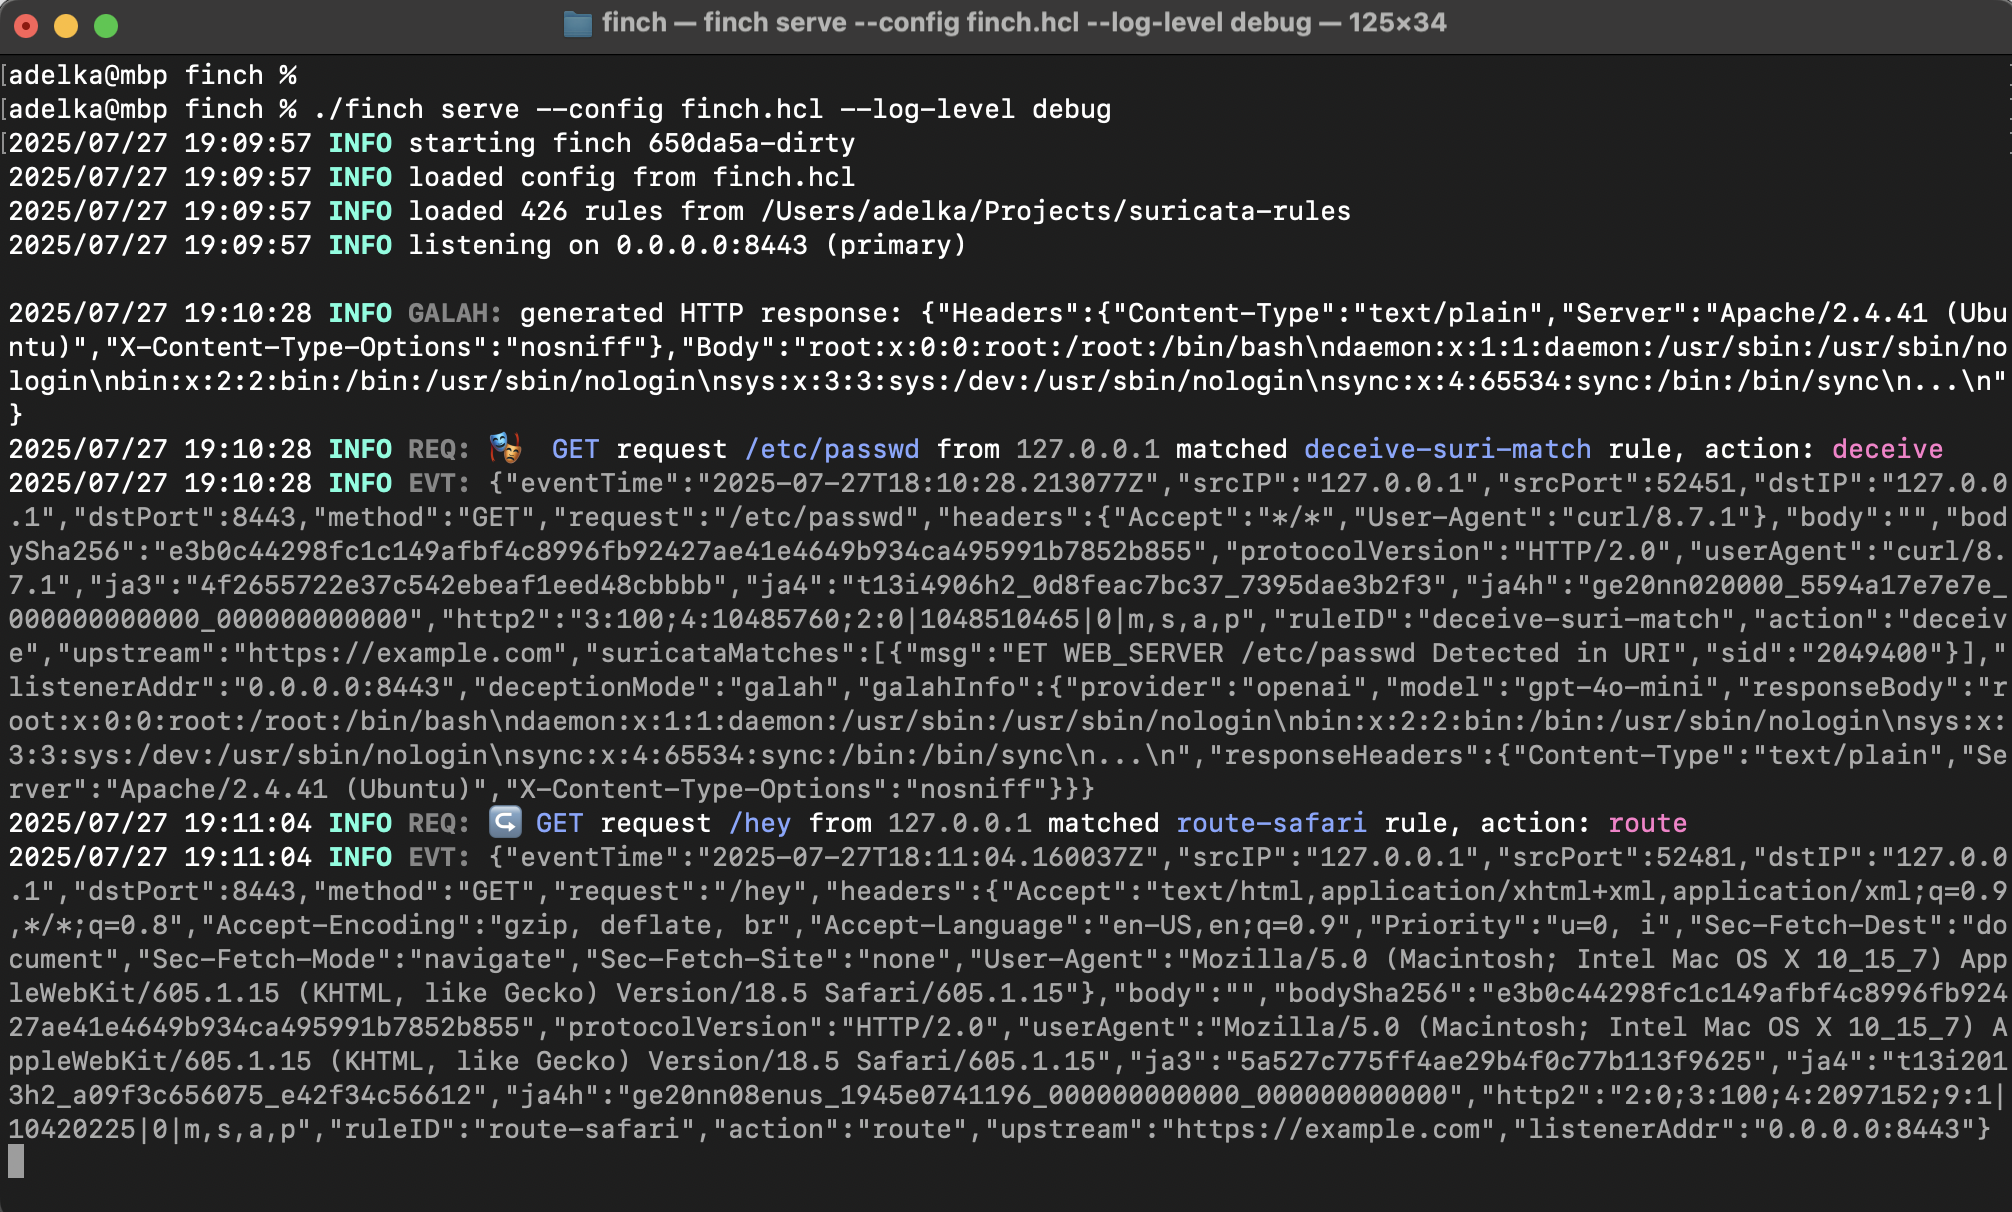 finch — finch serve --config finch.hcl --log-level debug — 125×34
[adelka@mbp finch %
[adelka@mbp finch % ./finch serve --config finch.hcl --log-level debug
[2025/07/27 19:09:57 INFO starting finch 650da5a-dirty
2025/07/27 19:09:57 INFO loaded config from finch.hcl
2025/07/27 19:09:57 INFO loaded 426 rules from /Users/adelka/Projects/suricata-rules
2025/07/27 19:09:57 INFO listening on 0.0.0.0:8443 (primary)
2025/07/27 19:10:28 INFO GALAH: generated HTTP response: {"Headers":{"Content-Type":"text/plain","Server":"Apache/2.4.41 (Ubu
ntu)","X-Content-Type-Options":"nosniff"},"Body":"root:x:0:0:root:/root:/bin/bash\ndaemon:x:1:1:daemon:/usr/sbin:/usr/sbin/no
login\nbin:x:2:2:bin:/bin:/usr/sbin/nologin\nsys:x:3:3:sys:/dev:/usr/sbin/nologin\nsync:x:4:65534:sync:/bin:/bin/sync\n...\n"
}
2025/07/27 19:10:28 INFO REQ: 🎭 GET request /etc/passwd from 127.0.0.1 matched deceive-suri-match rule, action: deceive
2025/07/27 19:10:28 INFO EVT: {"eventTime":"2025-07-27T18:10:28.213077Z","srcIP":"127.0.0.1","srcPort":52451,"dstIP":"127.0.0
.1","dstPort":8443,"method":"GET","request":"/etc/passwd","headers":{"Accept":"*/*","User-Agent":"curl/8.7.1"},"body":"","bod
ySha256":"e3b0c44298fc1c149afbf4c8996fb92427ae41e4649b934ca495991b7852b855","protocolVersion":"HTTP/2.0","userAgent":"curl/8.
7.1","ja3":"4f2655722e37c542ebeaf1eed48cbbbb","ja4":"t13i4906h2_0d8feac7bc37_7395dae3b2f3","ja4h":"ge20nn020000_5594a17e7e7e_
000000000000_000000000000","http2":"3:100;4:10485760;2:0|1048510465|0|m,s,a,p","ruleID":"deceive-suri-match","action":"deceiv
e","upstream":"https://example.com","suricataMatches":[{"msg":"ET WEB_SERVER /etc/passwd Detected in URI","sid":"2049400"}],"
listenerAddr":"0.0.0.0:8443","deceptionMode":"galah","galahInfo":{"provider":"openai","model":"gpt-4o-mini","responseBody":"r
oot:x:0:0:root:/root:/bin/bash\ndaemon:x:1:1:daemon:/usr/sbin:/usr/sbin/nologin\nbin:x:2:2:bin:/bin:/usr/sbin/nologin\nsys:x:
3:3:sys:/dev:/usr/sbin/nologin\nsync:x:4:65534:sync:/bin:/bin/sync\n...\n","responseHeaders":{"Content-Type":"text/plain","Se
rver":"Apache/2.4.41 (Ubuntu)","X-Content-Type-Options":"nosniff"}}}
2025/07/27 19:11:04 INFO REQ: ↪️ GET request /hey from 127.0.0.1 matched route-safari rule, action: route
2025/07/27 19:11:04 INFO EVT: {"eventTime":"2025-07-27T18:11:04.160037Z","srcIP":"127.0.0.1","srcPort":52481,"dstIP":"127.0.0
.1","dstPort":8443,"method":"GET","request":"/hey","headers":{"Accept":"text/html,application/xhtml+xml,application/xml;q=0.9
,*/*;q=0.8","Accept-Encoding":"gzip, deflate, br","Accept-Language":"en-US,en;q=0.9","Priority":"u=0, i","Sec-Fetch-Dest":"do
cument","Sec-Fetch-Mode":"navigate","Sec-Fetch-Site":"none","User-Agent":"Mozilla/5.0 (Macintosh; Intel Mac OS X 10_15_7) App
leWebKit/605.1.15 (KHTML, like Gecko) Version/18.5 Safari/605.1.15"},"body":"","bodySha256":"e3b0c44298fc1c149afbf4c8996fb924
27ae41e4649b934ca495991b7852b855","protocolVersion":"HTTP/2.0","userAgent":"Mozilla/5.0 (Macintosh; Intel Mac OS X 10_15_7) A
ppleWebKit/605.1.15 (KHTML, like Gecko) Version/18.5 Safari/605.1.15","ja3":"5a527c775ff4ae29b4f0c77b113f9625","ja4":"t13i201
3h2_a09f3c656075_e42f34c56612","ja4h":"ge20nn08enus_1945e0741196_000000000000_000000000000","http2":"2:0;3:100;4:2097152;9:1|
10420225|0|m,s,a,p","ruleID":"route-safari","action":"route","upstream":"https://example.com","listenerAddr":"0.0.0.0:8443"}